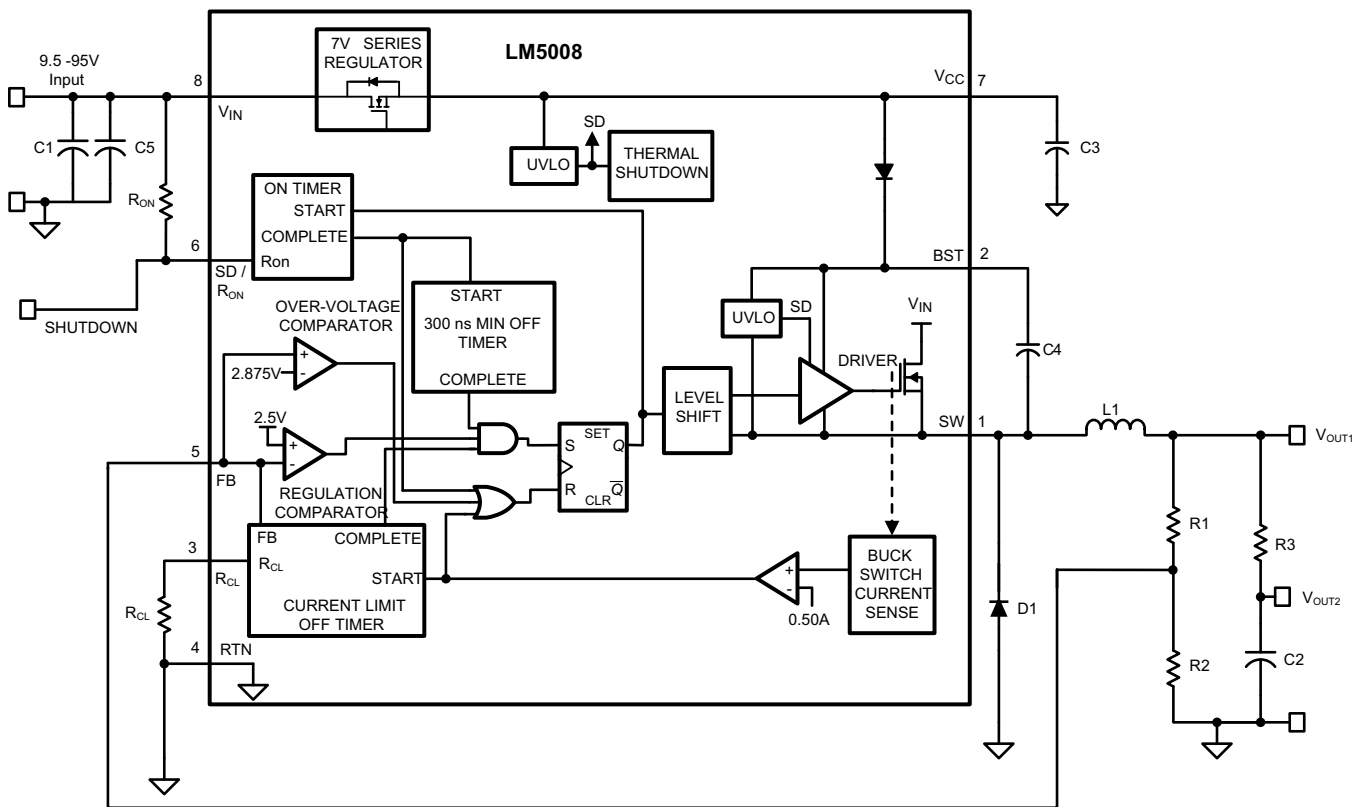 LM5008
7V SERIES
REGULATOR
9.5 -95V
Input
8
VIN
VCC
7
C1
C5
RON
SD
UVLO
THERMAL
SHUTDOWN
C3
ON TIMER
START
COMPLETE
Ron
6
SD /
RON
SHUTDOWN
BST
2
START
300 ns MIN OFF
TIMER
COMPLETE
OVER-VOLTAGE
COMPARATOR
+
-
2.875V
UVLO
SD
VIN
DRIVER
C4
LEVEL
SHIFT
SW
1
L1
VOUT1
2.5V
+
-
5
FB
REGULATION
COMPARATOR
SET
S
Q
R
Q
CLR
R1
R3
FB
COMPLETE
RCL
START
CURRENT LIMIT
OFF TIMER
3
RCL
RCL
+
-
0.50A
BUCK
SWITCH
CURRENT
SENSE
D1
VOUT2
R2
C2
4
RTN